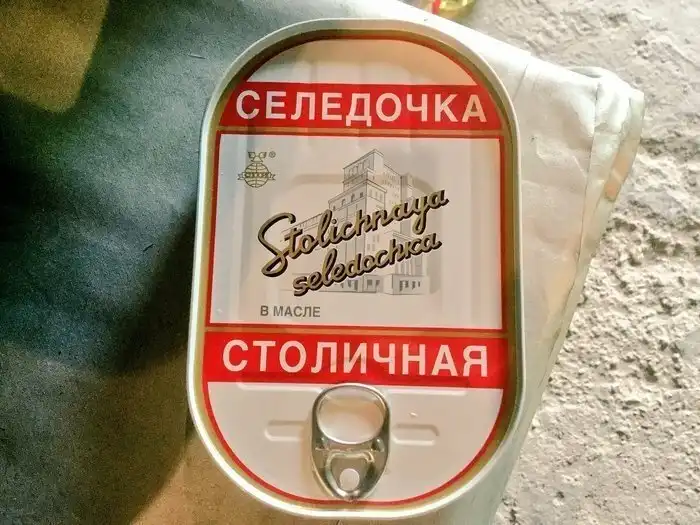 СЕЛЕДОЧКА
Stolichnaya
seledochka
В МАСЛЕ
СТОЛИЧНАЯ